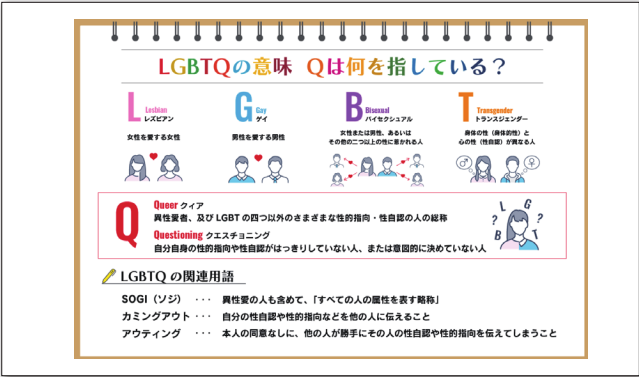 LGBTQの意味 Qは何を指している？
L Lesbian
レズビアン
女性を愛する女性
G Gay
ゲイ
男性を愛する男性
B Bisexual
バイセクシュアル
女性または男性、あるいは
その他の二つ以上の性に惹かれる人
T Transgender
トランスジェンダー
身体の性（身体的性）と
心の性（性自認）が異なる人
Q
Queer クィア
異性愛者、及びLGBTの四つ以外のさまざまな性的指向・性自認の人の総称
Questioning クエスチョニング
自分自身の性的指向や性自認がはっきりしていない人、または意図的に決めていない人
L G ? ? B T
LGBTQの関連用語
SOGI（ソジ） ・・・ 異性愛の人も含めて、「すべての人の属性を表す略称」
カミングアウト ・・・ 自分の性自認や性的指向などを他の人に伝えること
アウティング ・・・ 本人の同意なしに、他の人が勝手にその人の性自認や性的指向を伝えてしまうこと